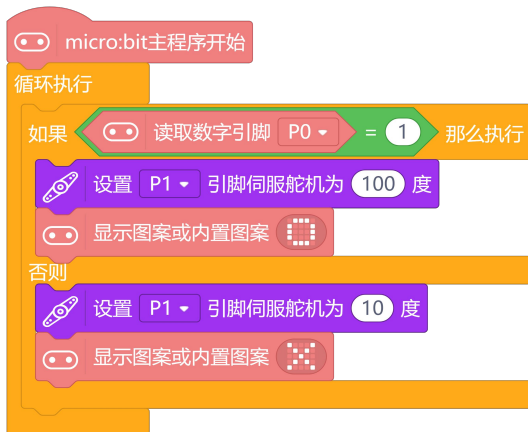 micro:bit主程序开始
循环执行
如果 读取数字引脚 P0 = 1 那么执行
设置 P1 引脚伺服舵机为 100 度
显示图案或内置图案
否则
设置 P1 引脚伺服舵机为 10 度
显示图案或内置图案